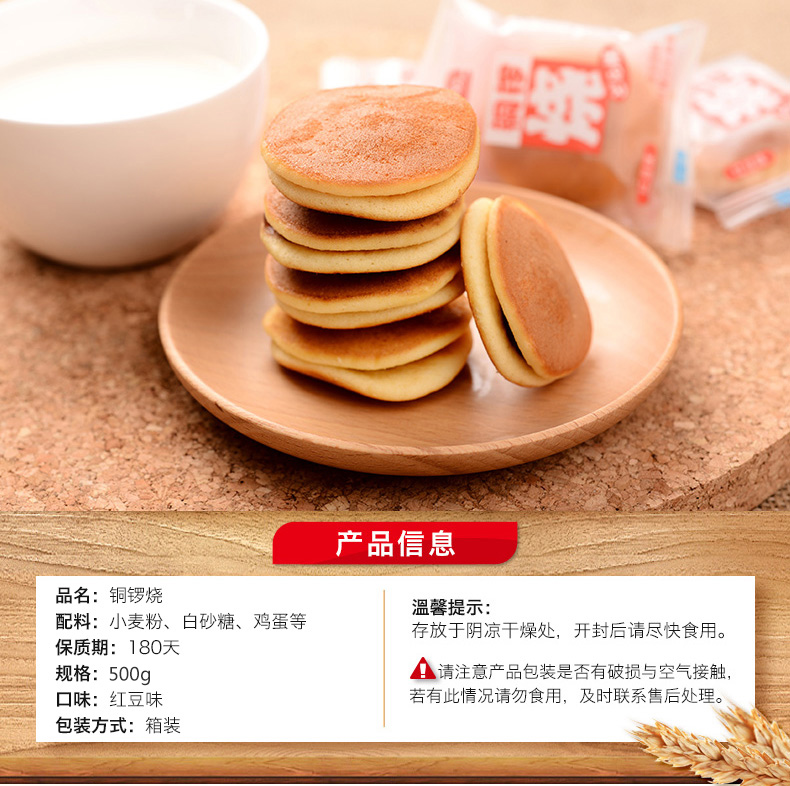 烧
产品信息
品名：铜锣烧
配料：小麦粉、白砂糖、鸡蛋等
保质期：180天
规格：500g
口味：红豆味
包装方式：箱装
溫馨提示：
存放于阴凉干燥处，开封后请尽快食用。
请注意产品包装是否有破损与空气接触，
若有此情况请勿食用，及时联系售后处理。